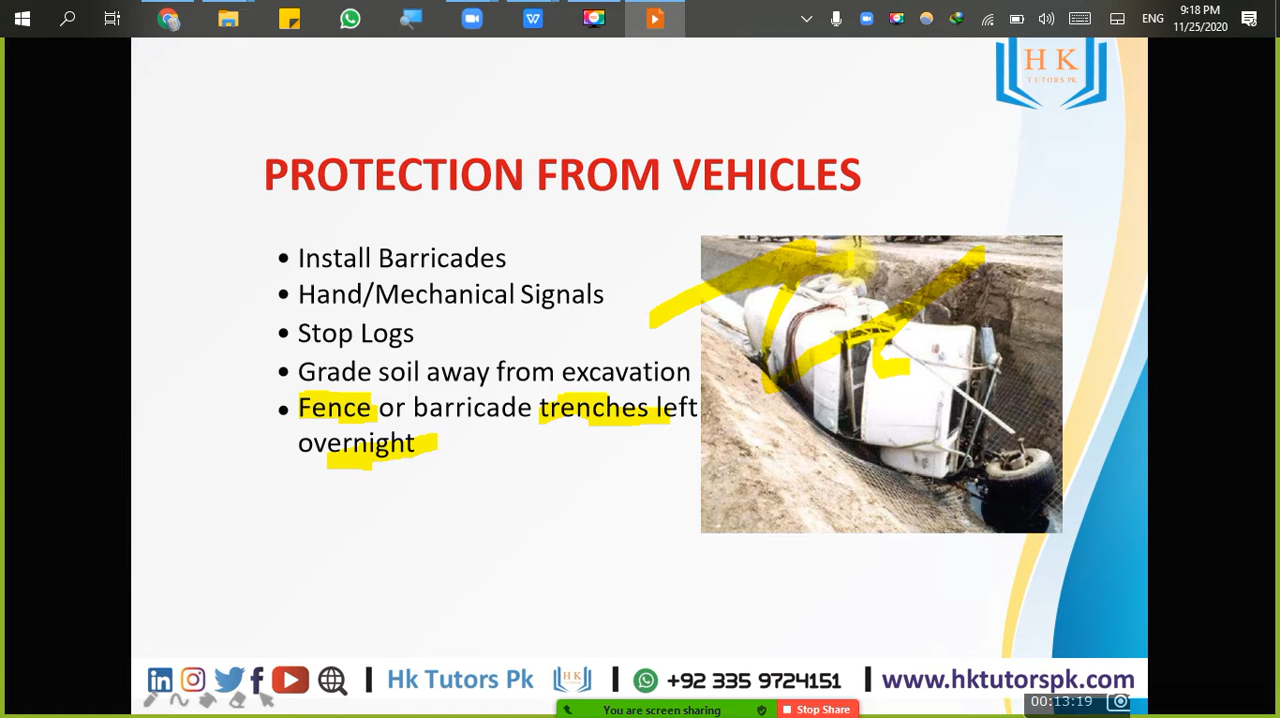 ENG
9:18 PM
11/25/2020
H K
TUTORS PK
PROTECTION FROM VEHICLES
• Install Barricades
• Hand/Mechanical Signals
• Stop Logs
• Grade soil away from excavation
• Fence or barricade trenches left
overnight
Hk Tutors Pk
HK
+92 335 9724151
www.hktutorspk.com
00:13:19
You are screen sharing
Stop Share